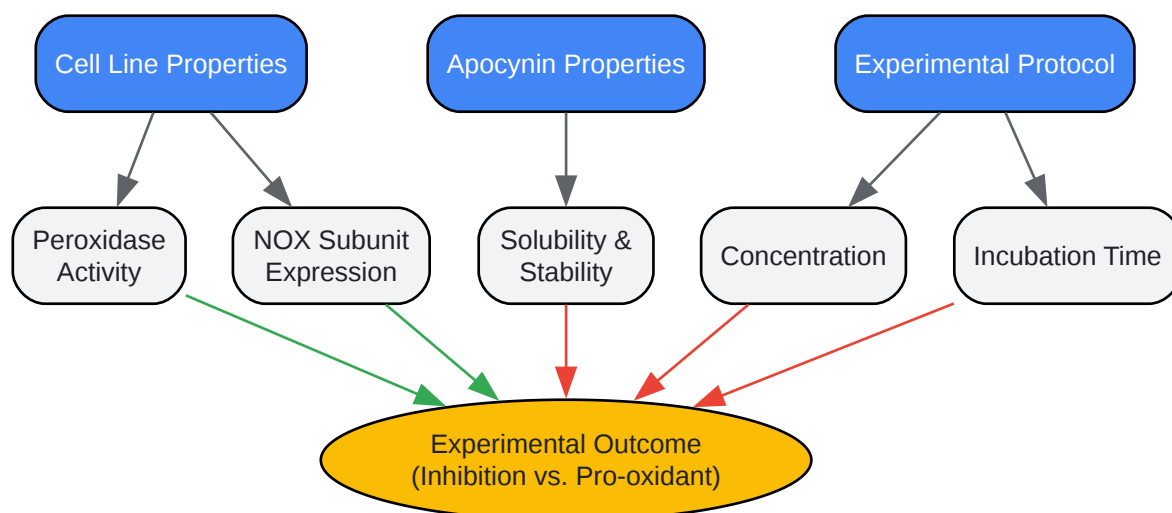 Cell Line Properties
Apocynin Properties
Experimental Protocol
Peroxidase
Activity
NOX Subunit
Expression
Solubility &
Stability
Concentration
Incubation Time
Experimental Outcome
(Inhibition vs. Pro-oxidant)